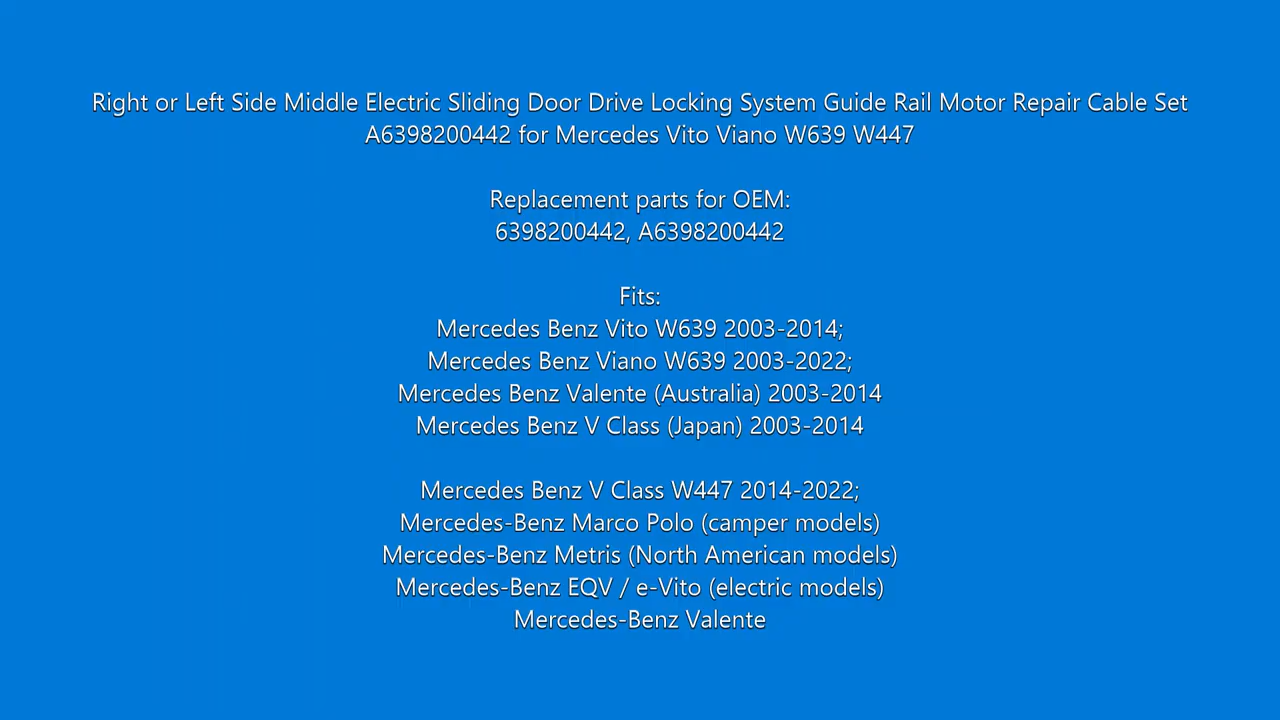 Right or Left Side Middle Electric Sliding Door Drive Locking System Guide Rail Motor Repair Cable Set
A6398200442 for Mercedes Vito Viano W639 W447
Replacement parts for OEM:
6398200442, A6398200442
Fits:
Mercedes Benz Vito W639 2003-2014;
Mercedes Benz Viano W639 2003-2022;
Mercedes Benz Valente (Australia) 2003-2014
Mercedes Benz V Class (Japan) 2003-2014
Mercedes Benz V Class W447 2014-2022;
Mercedes-Benz Marco Polo (camper models)
Mercedes-Benz Metris (North American models)
Mercedes-Benz EQV / e-Vito (electric models)
Mercedes-Benz Valente